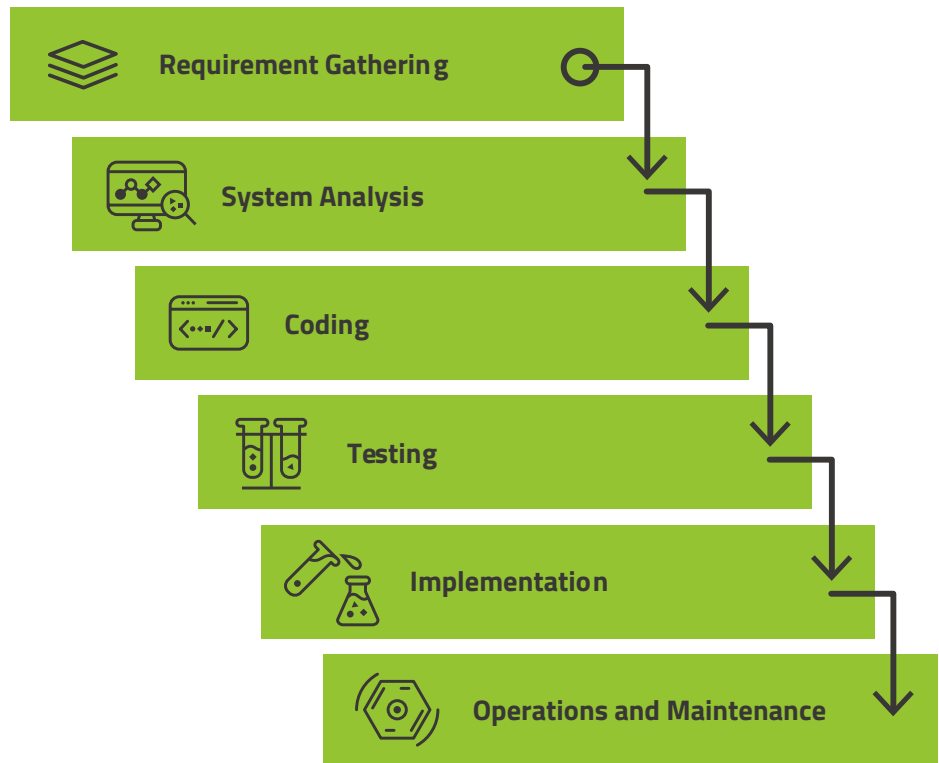 Requirement Gathering
System Analysis
Coding
Testing
Implementation
Operations and Maintenance